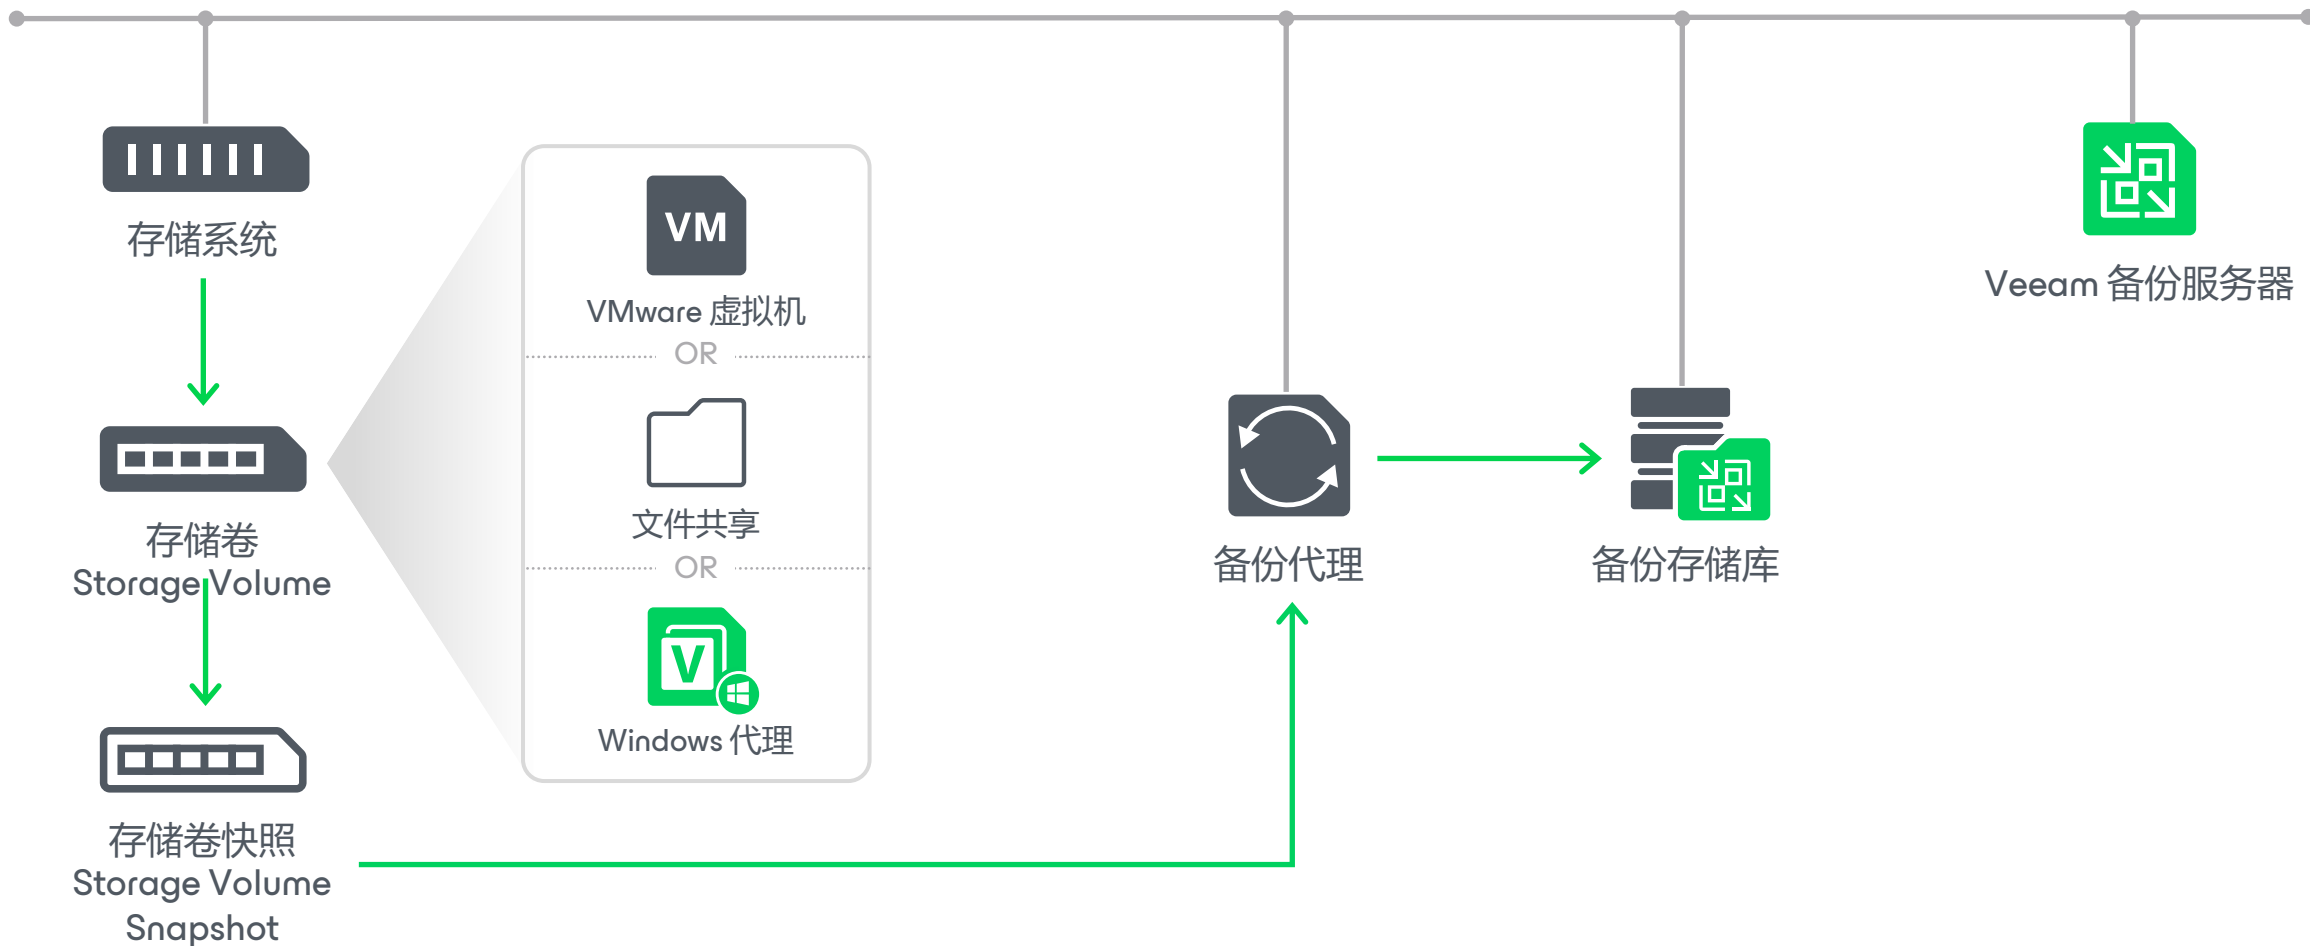 存储系统
存储卷
Storage Volume
存储卷快照
Storage Volume
Snapshot
VM
VMware 虚拟机
OR
文件共享
OR
V
Windows 代理
备份代理
备份存储库
Veeam 备份服务器